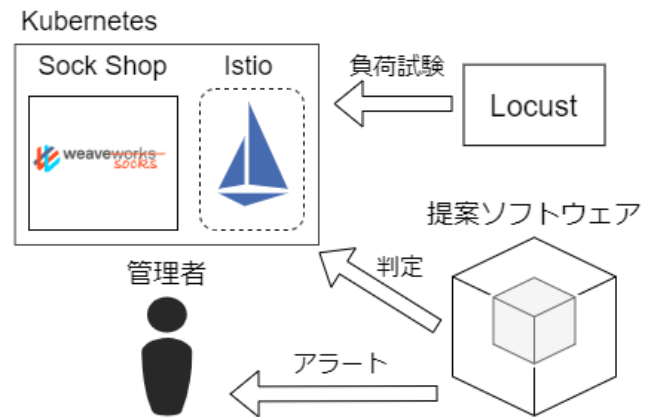 Kubernetes
Sock Shop
Istio
weaveworks
socks
負荷試験
Locust
提案ソフトウェア
判定
管理者
アラート